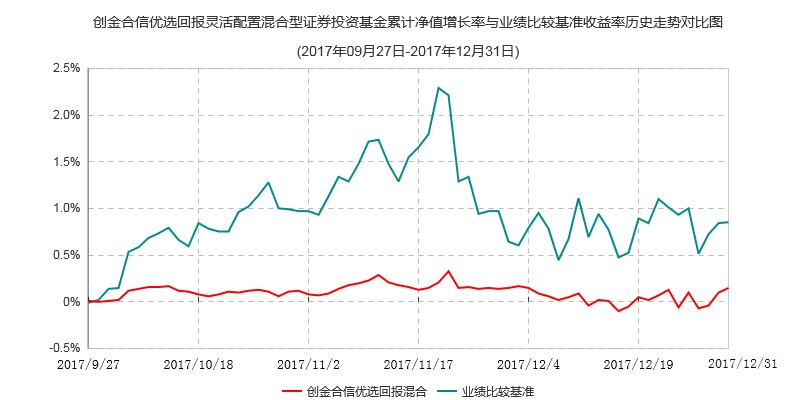 创金合信优选回报灵活配置混合型证券投资基金累计净值增长率与业绩比较基准收益率历史走势对比图
(2017年09月27日-2017年12月31日)
2.5%
2.0%
1.5%
1.0%
0.5%
0%
-0.5%
2017/9/27 2017/10/18 2017/11/2 2017/11/17 2017/12/4 2017/12/19 2017/12/31
创金合信优选回报混合 业绩比较基准